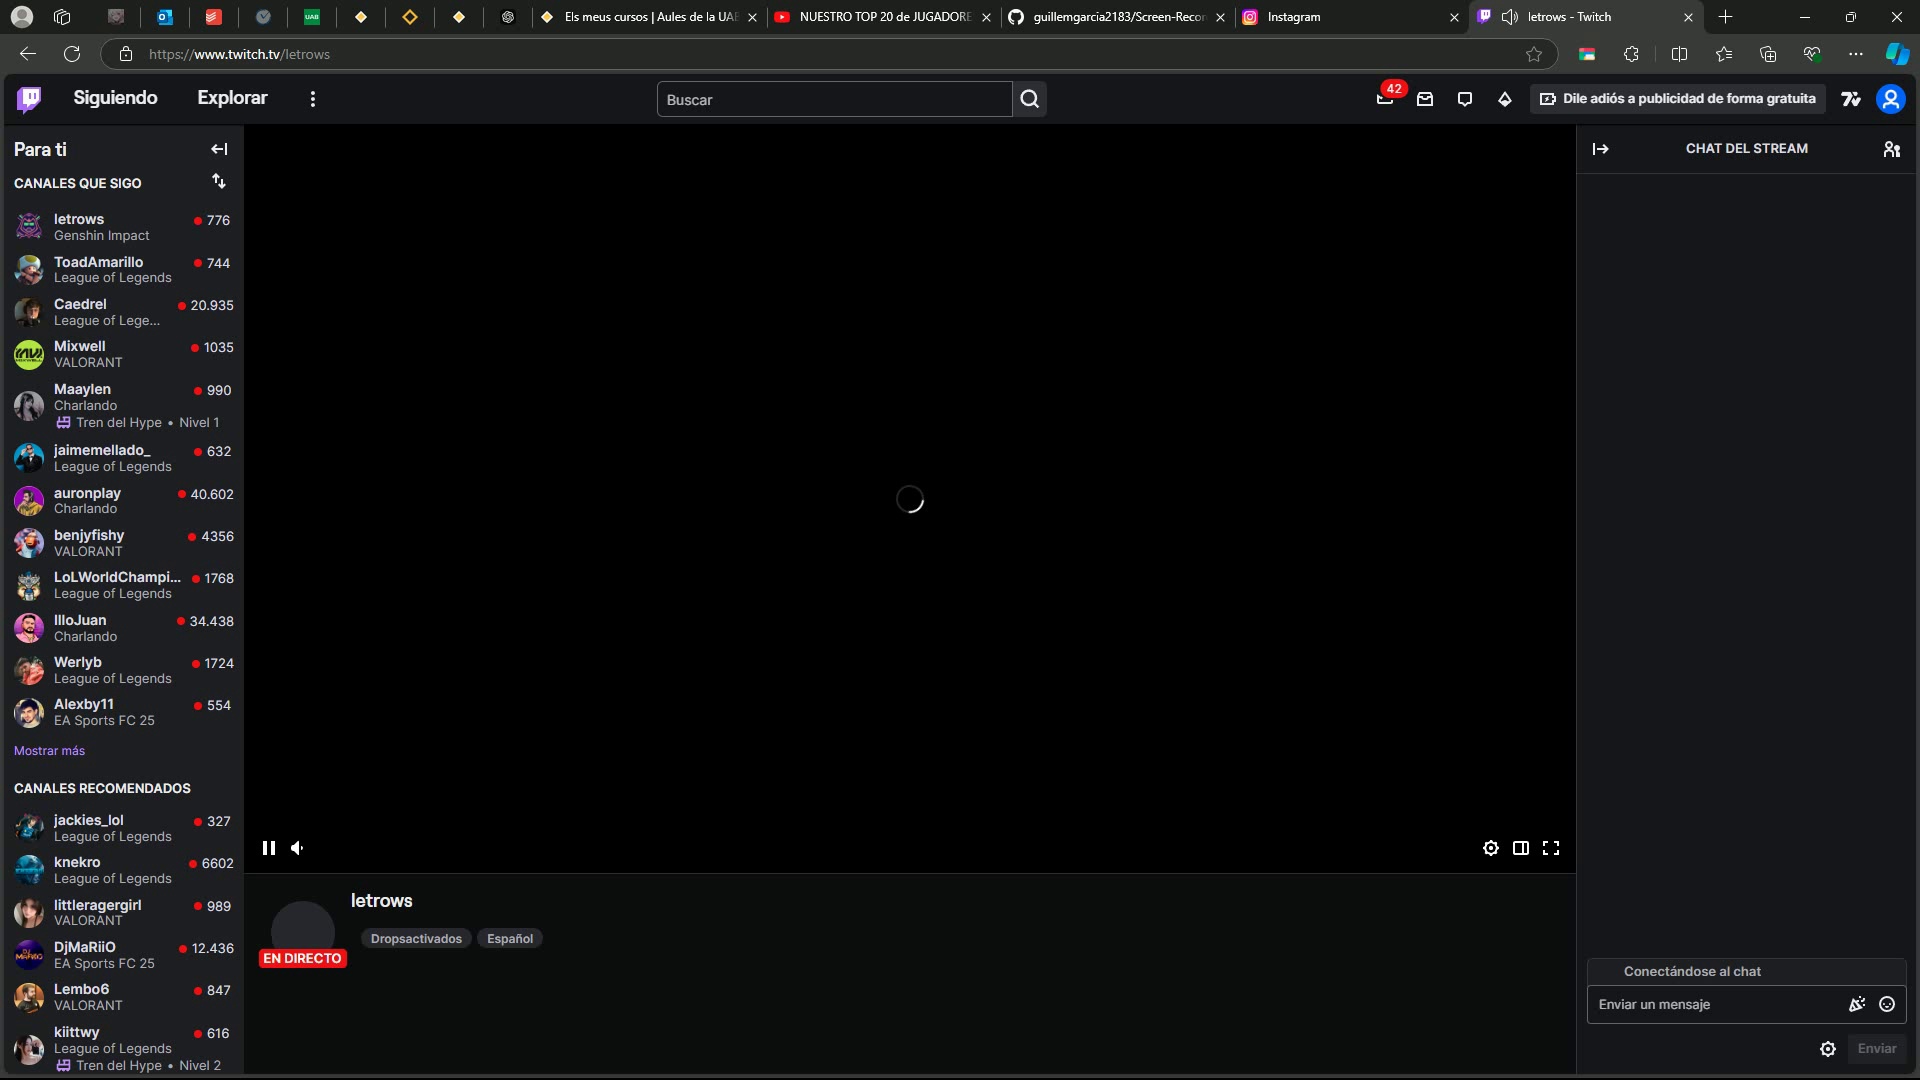 UAB
Els meus cursos | Aules de la UAB
NUESTRO TOP 20 de JUGADORE
guillemgarcia2183/Screen-Recor
Instagram
letrows - Twitch
https://www.twitch.tv/letrows
Siguiendo
Explorar
Buscar
42
Dile adiós a publicidad de forma gratuita
Para ti
CANALES QUE SIGO
letrows
776
Genshin Impact
ToadAmarillo
744
League of Legends
Caedrel
20.935
League of Lege...
Mixwell
1035
VALORANT
Maaylen
990
Charlando
Tren del Hype • Nivel 1
jaimemellado_
632
League of Legends
auronplay
40.602
Charlando
benjyfishy
4356
VALORANT
LoLWorldChampi...
1768
League of Legends
IlloJuan
34.438
Charlando
Werlyb
1724
League of Legends
Alexby11
554
EA Sports FC 25
Mostrar más
CANALES RECOMENDADOS
jackies_lol
327
League of Legends
knekro
6602
League of Legends
littleragergirl
989
VALORANT
DjMaRiiO
12.436
EA Sports FC 25
Lembo6
847
VALORANT
kiittwy
616
League of Legends
Tren del Hype • Nivel 2
letrows
Dropsactivados
Español
EN DIRECTO
CHAT DEL STREAM
Conectándose al chat
Enviar un mensaje
Enviar